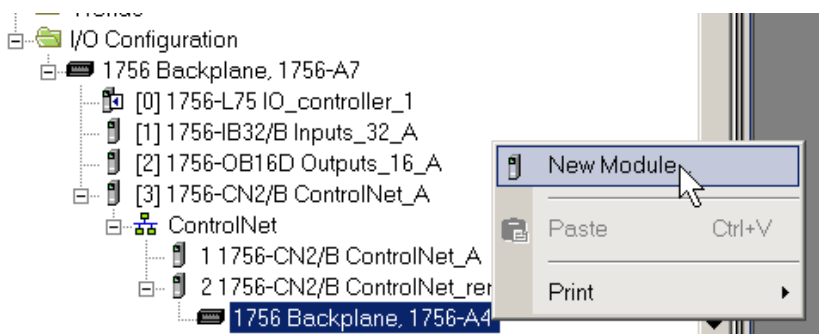 I/O Configuration
1756 Backplane, 1756-A7
[0] 1756-L75 IO_controller_1
[1] 1756-IB32/B Inputs_32_A
[2] 1756-OB16D Outputs_16_A
[3] 1756-CN2/B ControlNet_A
ControlNet
1 1756-CN2/B ControlNet_A
2 1756-CN2/B ControlNet_rer
1756 Backplane, 1756-A4
New Module...
Paste Ctrl+V
Print